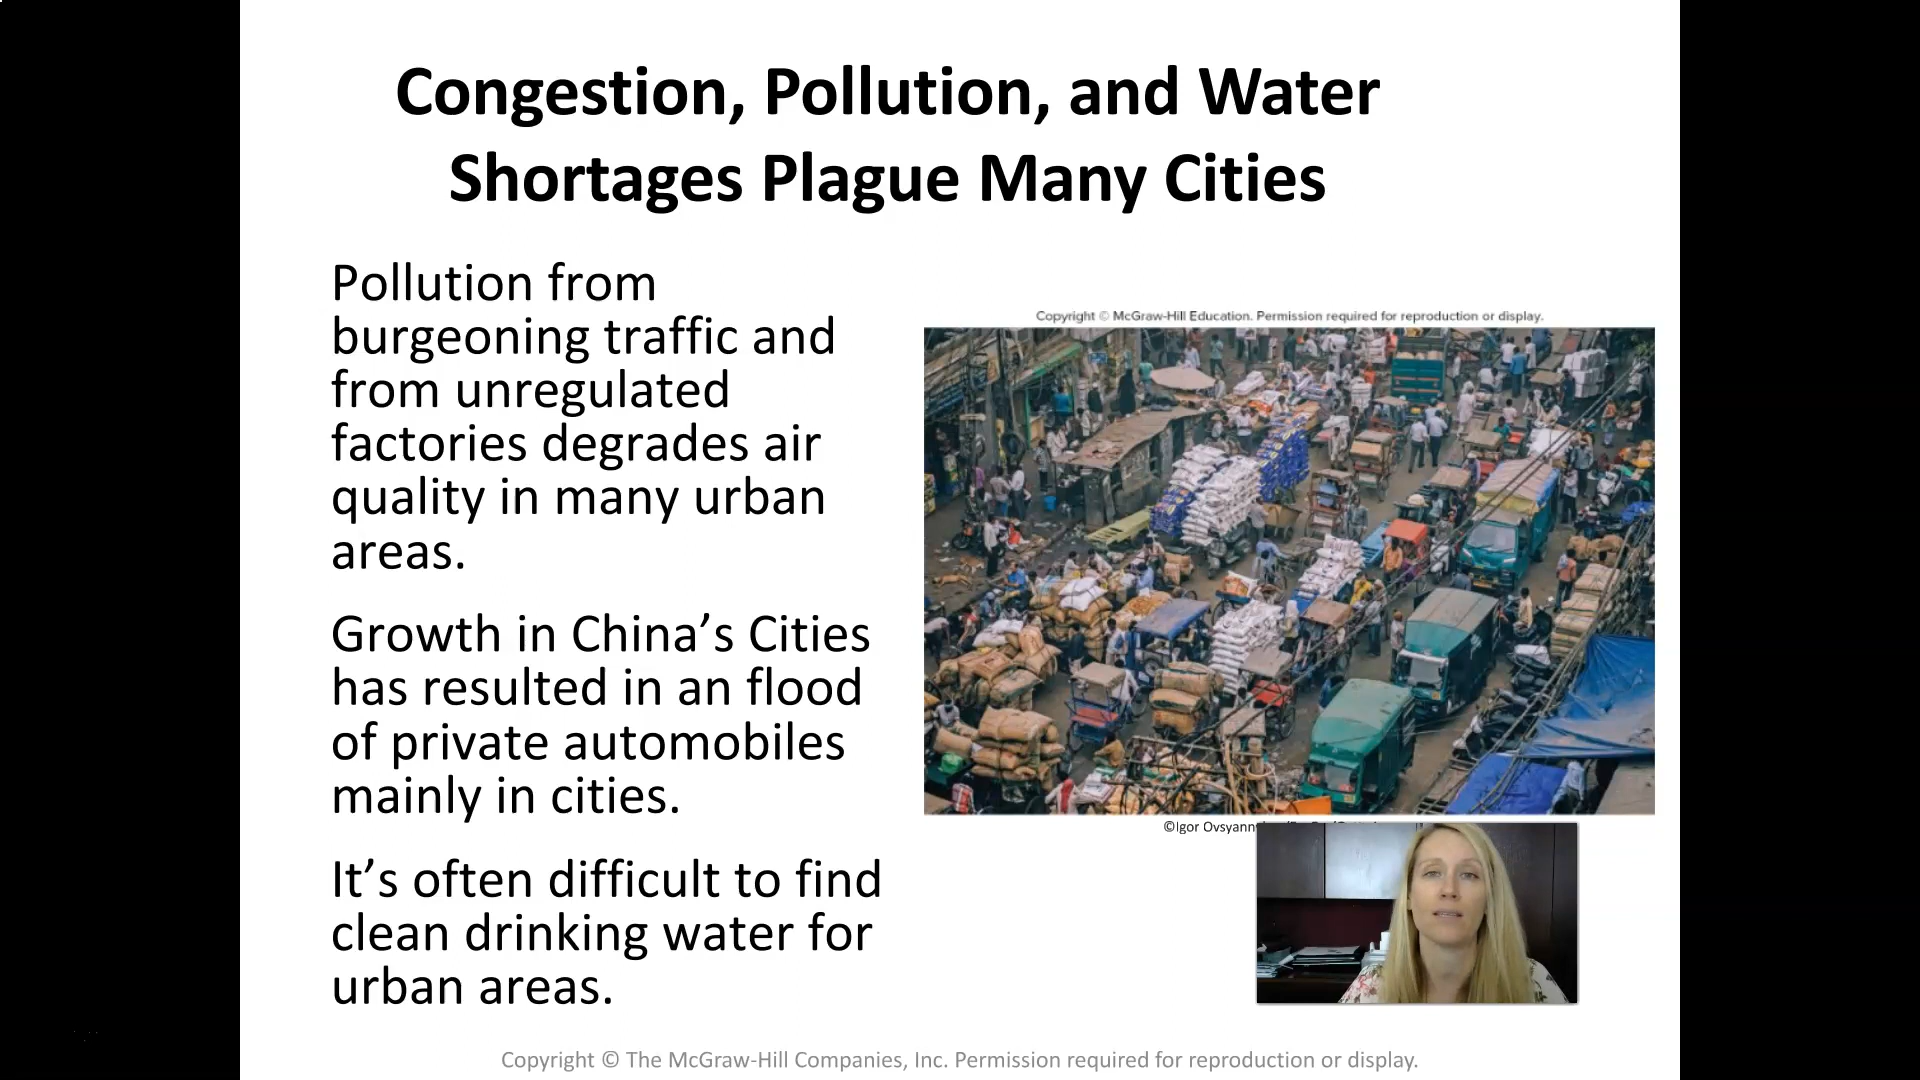 Congestion, Pollution, and Water
Shortages Plague Many Cities
Pollution from
burgeoning traffic and
from unregulated
factories degrades air
quality in many urban
areas.
Growth in China’s Cities
has resulted in an flood
of private automobiles
mainly in cities.
It’s often difficult to find
clean drinking water for
urban areas.
Copyright © McGraw-Hill Education. Permission required for reproduction or display.
©Igor
Copyright © The McGraw-Hill Companies, Inc. Permission required for reproduction or display.